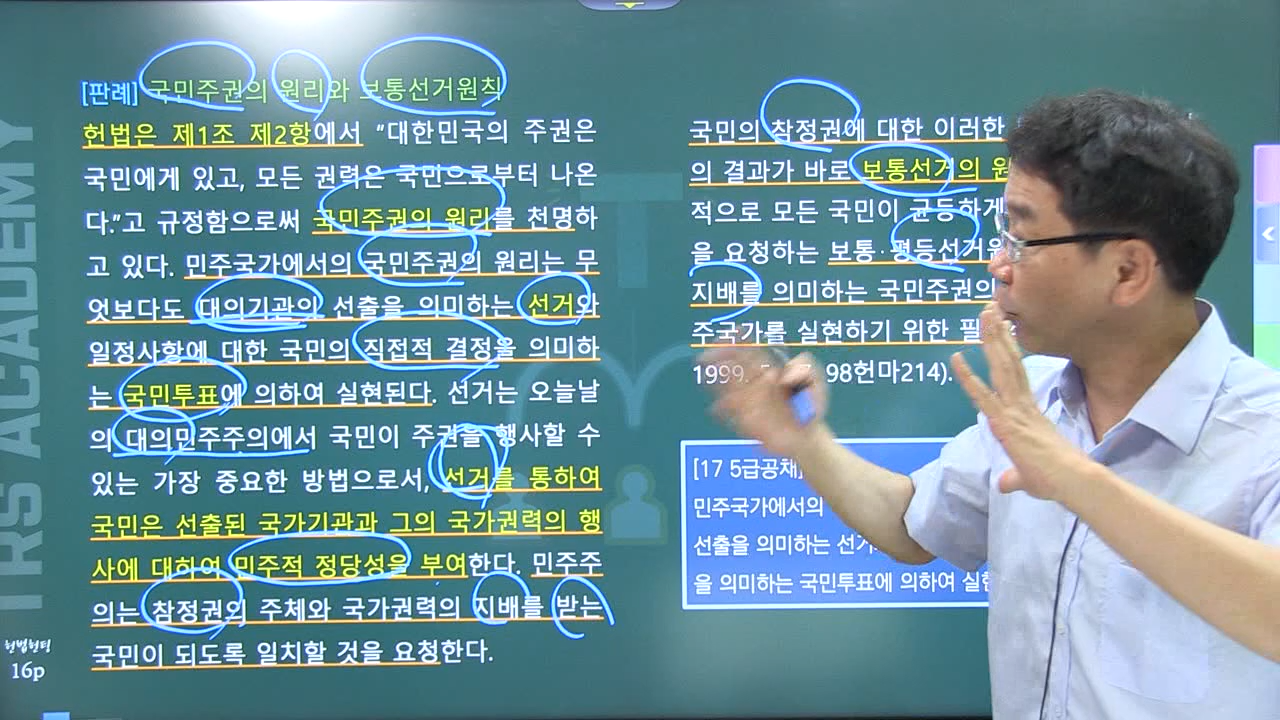 [판례] 국민주권의 원리와 보통선거원칙
헌법은 제1조 제2항에서 "대한민국의 주권은
국민에게 있고, 모든 권력은 국민으로부터 나온
다."고 규정함으로써 국민주권의 원리를 천명하
고 있다. 민주국가에서의 국민주권의 원리는 무
엇보다도 대의기관의 선출을 의미하는 선거와
일정사항에 대한 국민의 직접적 결정을 의미하
는 국민투표에 의하여 실현된다. 선거는 오늘날
의 대의민주주의에서 국민이 주권을 행사할 수
있는 가장 중요한 방법으로서, 선거를 통하여
국민은 선출된 국가기관과 그의 국가권력의 행
사에 대하여 민주적 정당성을 부여한다. 민주주
의는 참정권의 주체와 국가권력의 지배를 받는
국민이 되도록 일치할 것을 요청한다.
국민의 참정권에 대한 이러한
의 결과가 바로 보통선거의 원
적으로 모든 국민이 균등하게
을 요청하는 보통·평등선거원
지배를 의미하는 국민주권의
주국가를 실현하기 위한 필
1999. 98헌마214).
[17 5급공채]
민주국가에서의
선출을 의미하는 선거
을 의미하는 국민투표에 의하여 실현
TRS ACADEMY
헌법헌팅
16p